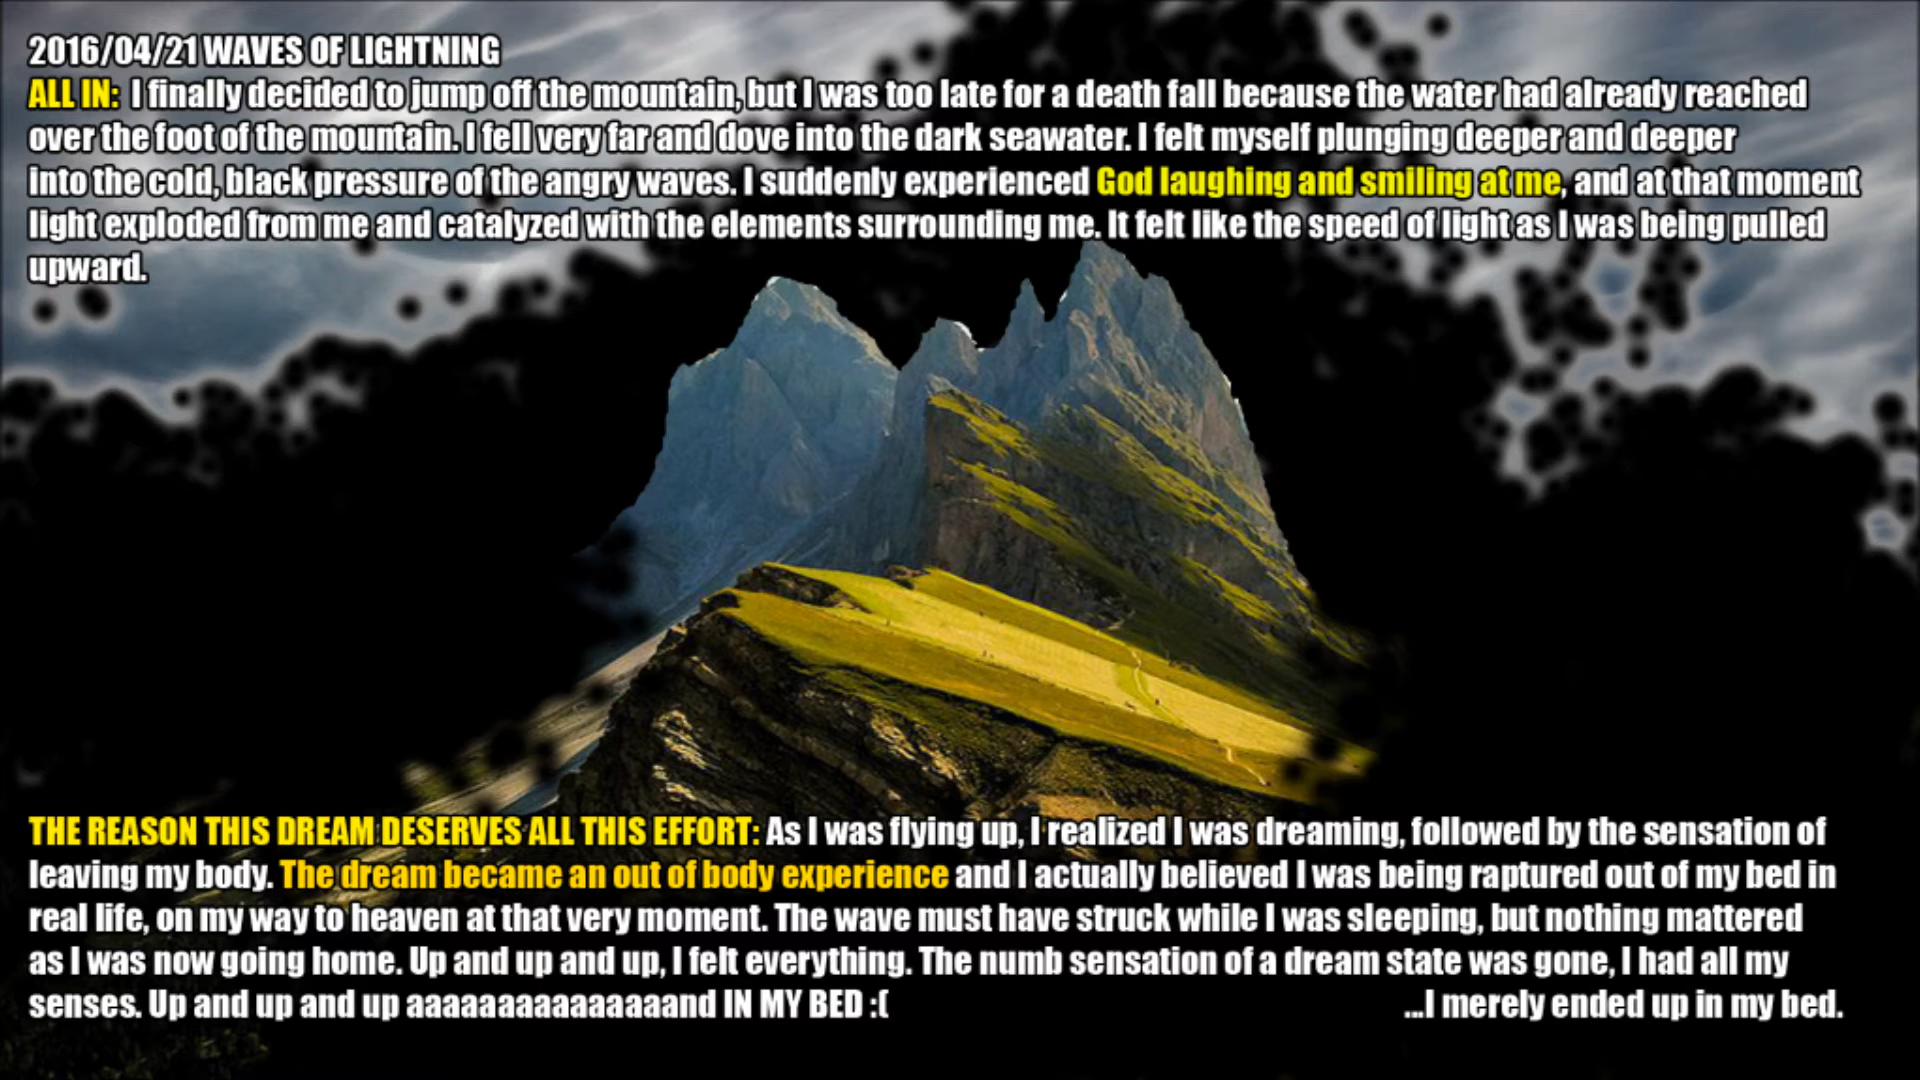 2016/04/21 WAVES OF LIGHTNING
ALL IN: I finally decided to jump off the mountain, but I was too late for a death fall because the water had already reached
over the foot of the mountain. I fell very far and dove into the dark seawater. I felt myself plunging deeper and deeper
into the cold, black pressure of the angry waves. I suddenly experienced God laughing and smiling at me, and at that moment
light exploded from me and catalyzed with the elements surrounding me. It felt like the speed of light as I was being pulled
upward.
THE REASON THIS DREAM DESERVES ALL THIS EFFORT: As I was flying up, I realized I was dreaming, followed by the sensation of
leaving my body. The dream became an out of body experience and I actually believed I was being raptured out of my bed in
real life, on my way to heaven at that very moment. The wave must have struck while I was sleeping, but nothing mattered
as I was now going home. Up and up and up, I felt everything. The numb sensation of a dream state was gone, I had all my
senses. Up and up and up aaaaaaaaaaaaaaaand IN MY BED :( ...I merely ended up in my bed.